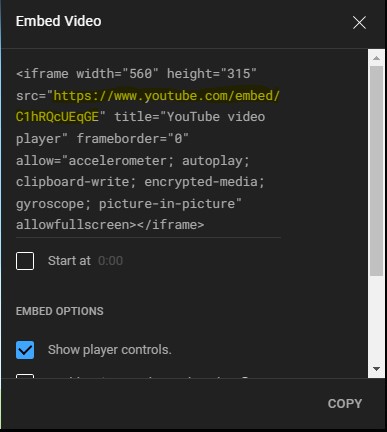 Embed Video
<iframe width="560" height="315"
src="https://www.youtube.com/embed/
C1hRQcUEqGE" title="YouTube video
player" frameborder="0"
allow="accelerometer; autoplay;
clipboard-write; encrypted-media;
gyroscope; picture-in-picture"
allowfullscreen></iframe>
Start at 0:00
EMBED OPTIONS
Show player controls.
COPY